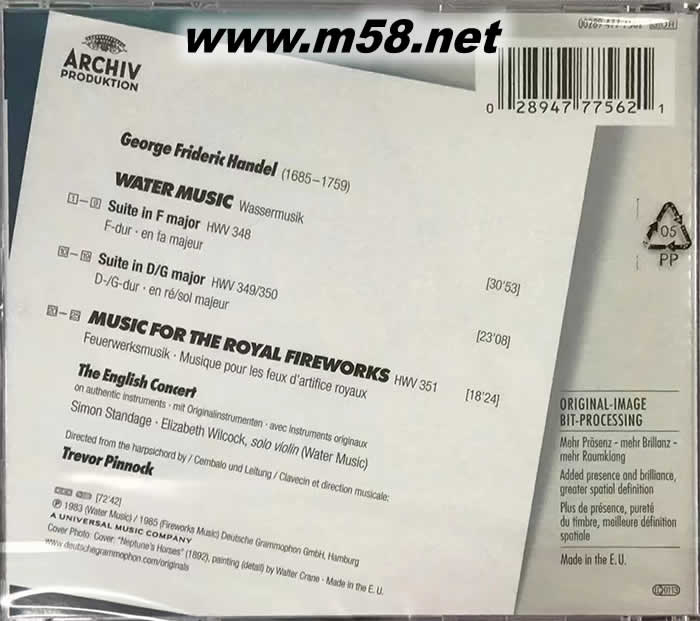 www.m58.net
ARCHIV
PRODUKTION
0 28947 77562 1
George Frideric Handel (1685–1759)
WATER MUSIC Wassermusik
Suite in F major HWV 348
F-dur · en fa majeur
[30'53]
Suite in D/G major HWV 349/350
D-/G-dur · en ré/sol majeur
[23'08]
MUSIC FOR THE ROYAL FIREWORKS HWV 351
[18'24]
Feuerwerksmusik · Musique pour les feux d'artifice royaux
The English Concert
on authentic instruments · mit Originalinstrumenten · avec instruments originaux
Simon Standage · Elizabeth Wilcock, solo violin (Water Music)
Directed from the harpsichord by / Cembalo und Leitung / Clavecin et direction musicale:
Trevor Pinnock
[72'42]
℗ 1983 (Water Music) / 1985 (Fireworks Music) Deutsche Grammophon GmbH, Hamburg
A UNIVERSAL MUSIC COMPANY
Cover Photo: Cover: "Neptune's Horses" (1892), painting (detail) by Walter Crane · Made in the E.U.
www.deutschegrammophon.com/originals
05
PP
ORIGINAL-IMAGE
BIT-PROCESSING
Mehr Präsenz - mehr Brillanz -
mehr Raumklang
Added presence and brilliance,
greater spatial definition
Plus de présence, pureté
du timbre, meilleure définition
spatiale
Made in the E.U.